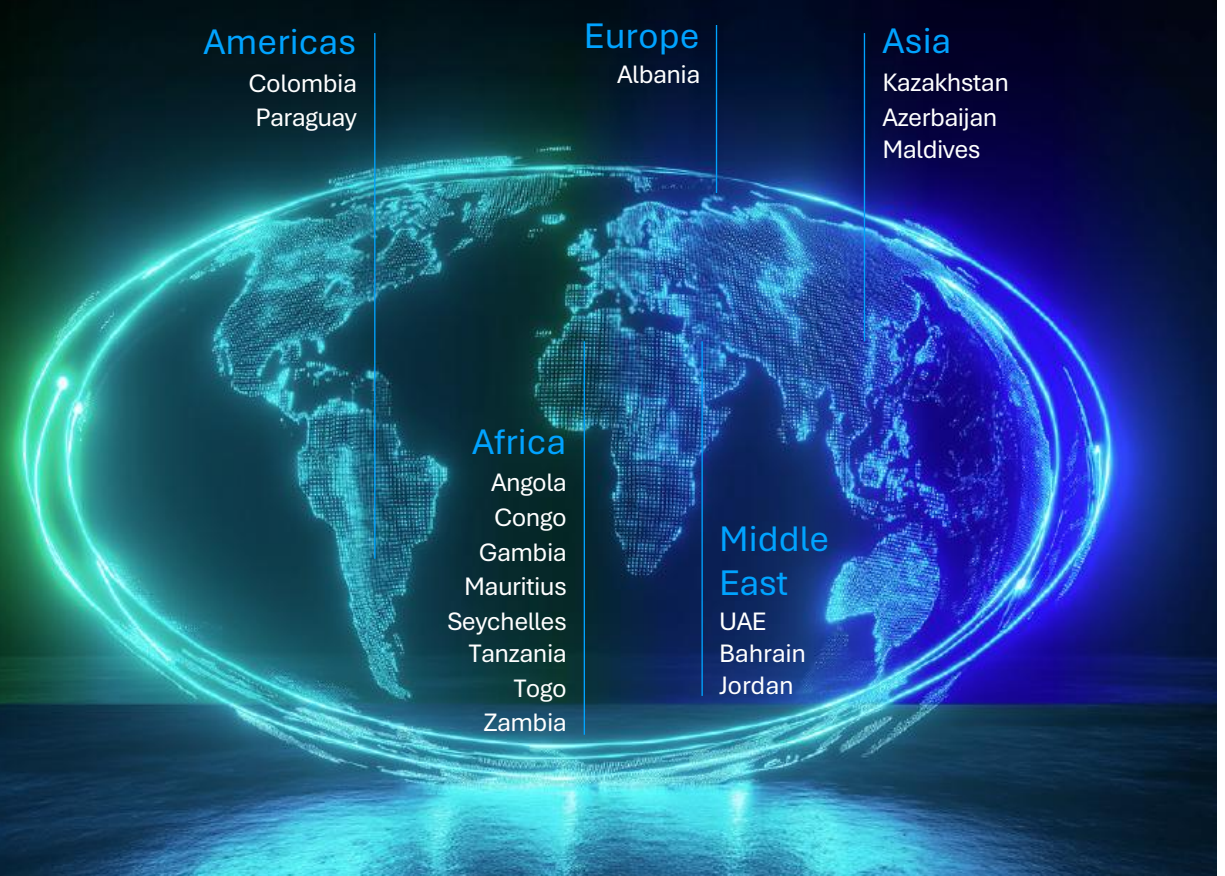 Americas
Colombia
Paraguay
Europe
Albania
Asia
Kazakhstan
Azerbaijan
Maldives
Africa
Angola
Congo
Gambia
Mauritius
Seychelles
Tanzania
Togo
Zambia
Middle
East
UAE
Bahrain
Jordan